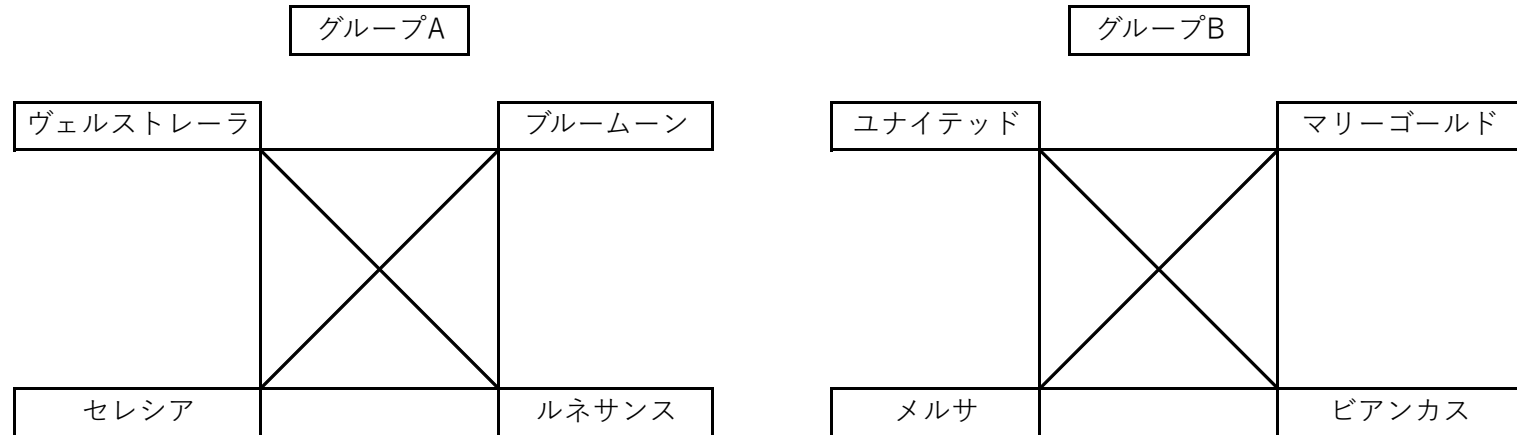 グループA
グループB
ヴェルストレーラ
ブルームーン
ユナイテッド
マリーゴールド
セレシア
ルネサンス
メルサ
ビアンカス